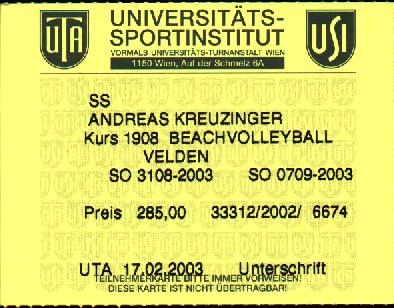 UTA
UNIVERSITÄTS-
SPORTINSTITUT
VORMALS UNIVERSITÄTS-TURNANSTALT WIEN
1150 Wien, Auf der Schmelz 6A
USI
SS
ANDREAS KREUZINGER
Kurs 1908 BEACHVOLLEYBALL
VELDEN
SO 3108-2003 SO 0709-2003
Preis 285,00 33312/2002/ 6674
UTA 17.02.2003 Unterschrift
TEILNEHMERKARTE BITTE IMMER VORWEISEN!
DIESE KARTE IST NICHT ÜBERTRAGBAR!